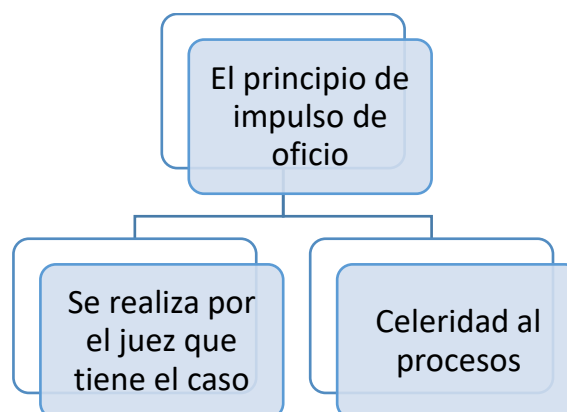 El principio de
impulso de
oficio
Se realiza por
el juez que
tiene el caso
Celeridad al
procesos